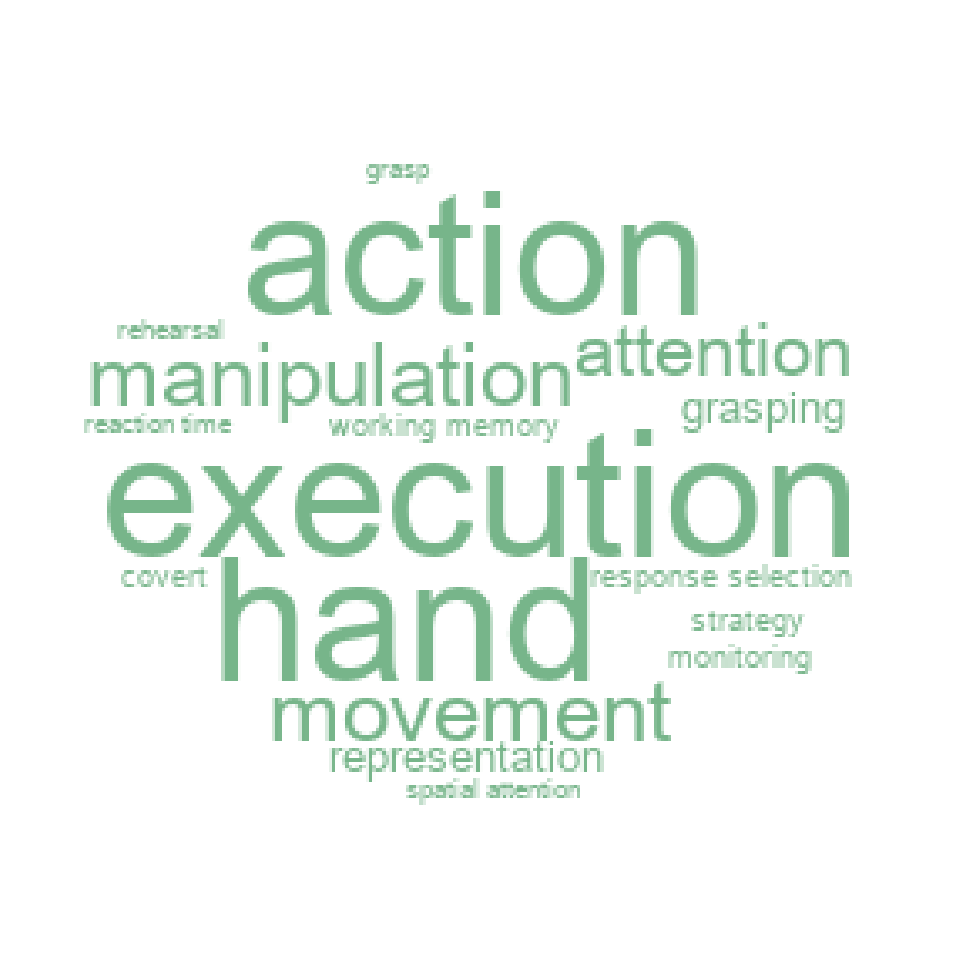 grasp
action
rehearsal
attention
manipulation
grasping
reaction time
working memory
execution
covert
response selection
hand
strategy
monitoring
movement
representation
spatial attention